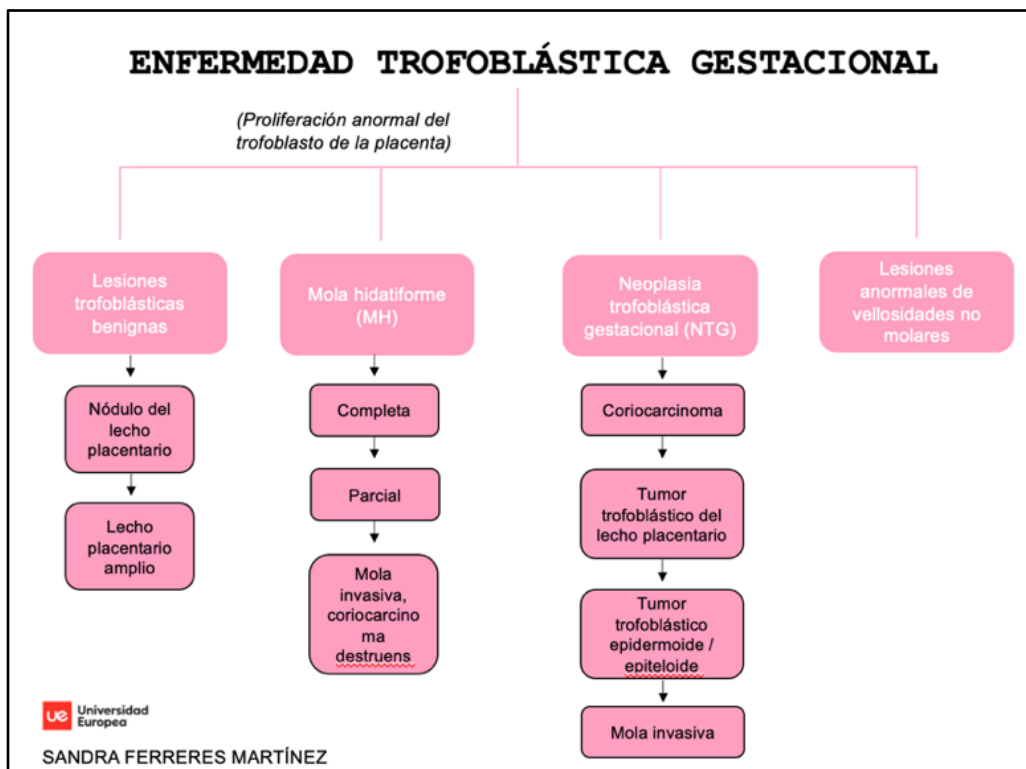 ENFERMEDAD TROFOBLÁSTICA GESTACIONAL
(Proliferación anormal del
trofoblasto de la placenta)
Lesiones
trofoblásticas
benignas
Nódulo del
lecho
placentario
Lecho
placentario
amplio
Mola hidatiforme
(MH)
Completa
Parcial
Mola
invasiva,
coriocarcino
ma
destruens
Neoplasia
trofoblástica
gestacional (NTG)
Coriocarcinoma
Tumor
trofoblástico del
lecho placentario
Tumor
trofoblástico
epidermoide /
epiteloide
Mola invasiva
Lesiones
anormales de
vellosidades no
molares
ue Universidad
Europea
SANDRA FERRERES MARTÍNEZ